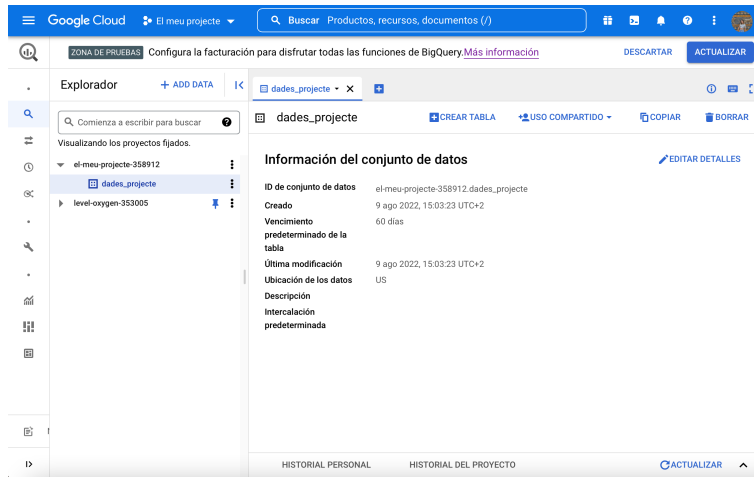 Google Cloud
El meu projecte
Buscar Productos, recursos, documentos (/)
ZONA DE PRUEBAS Configura la facturación para disfrutar todas las funciones de BigQuery. Más información
DESCARTAR
ACTUALIZAR
Explorador
+ ADD DATA
Comienza a escribir para buscar
Visualizando los proyectos fijados.
el-meu-projecte-358912
dades_projecte
level-oxygen-353005
dades_projecte
dades_projecte
CREAR TABLA
USO COMPARTIDO
COPIAR
BORRAR
Información del conjunto de datos
EDITAR DETALLES
ID de conjunto de datos el-meu-projecte-358912.dades_projecte
Creado 9 ago 2022, 15:03:23 UTC+2
Vencimiento 60 días
predeterminado de la
tabla
Última modificación 9 ago 2022, 15:03:23 UTC+2
Ubicación de los datos US
Descripción
Intercalación
predeterminada
HISTORIAL PERSONAL
HISTORIAL DEL PROYECTO
ACTUALIZAR